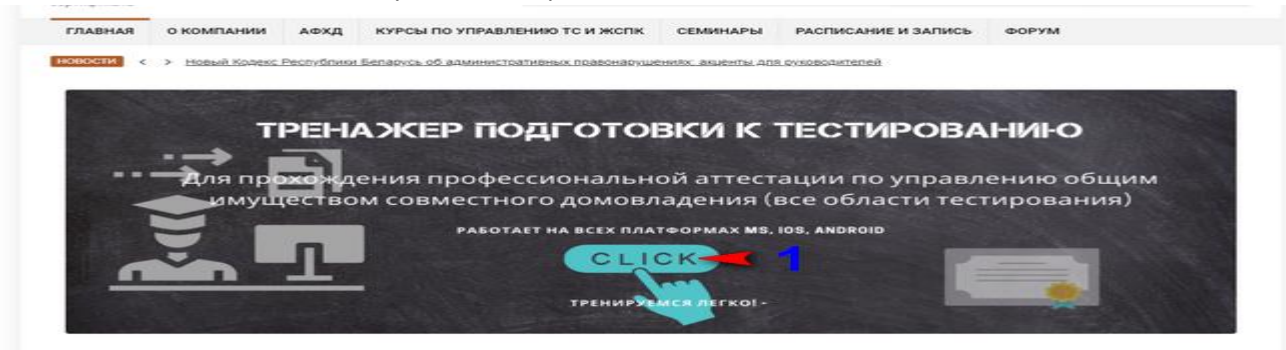 ГЛАВНАЯ О КОМПАНИИ АФХД КУРСЫ ПО УПРАВЛЕНИЮ ТС И ЖСПК СЕМИНАРЫ РАСПИСАНИЕ И ЗАПИСЬ ФОРУМ
НОВОСТИ < > Новый Кодекс Республики Беларусь об административных правонарушениях: акценты для руководителей
ТРЕНАЖЕР ПОДГОТОВКИ К ТЕСТИРОВАНИЮ
Для прохождения профессиональной аттестации по управлению общим
имуществом совместного домовладения (все области тестирования)
РАБОТАЕТ НА ВСЕХ ПЛАТФОРМАХ MS, IOS, ANDROID
CLICK 1
ТРЕНИРУЕМСЯ ЛЕГКО! -